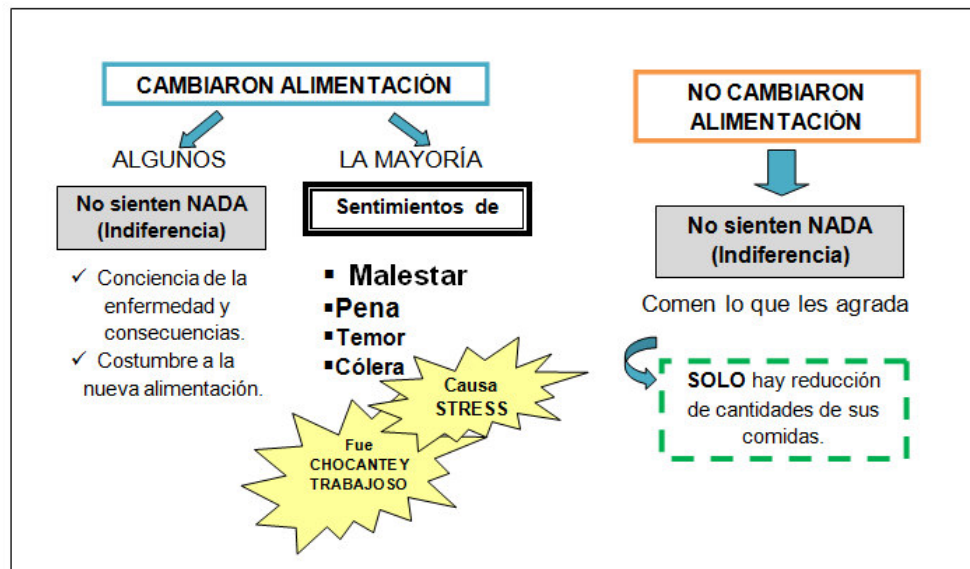 CAMBIARON ALIMENTACIÓN
ALGUNOS
No sienten NADA
(Indiferencia)
✓ Conciencia de la
enfermedad y
consecuencias.
✓ Costumbre a la
nueva alimentación.
LA MAYORÍA
Sentimientos de
▪ Malestar
▪Pena
▪Temor
▪Cólera
Causa
STRESS
Fue
CHOCANTE Y
TRABAJOSO
NO CAMBIARON
ALIMENTACIÓN
No sienten NADA
(Indiferencia)
Comen lo que les agrada
SOLO hay reducción
de cantidades de sus
comidas.